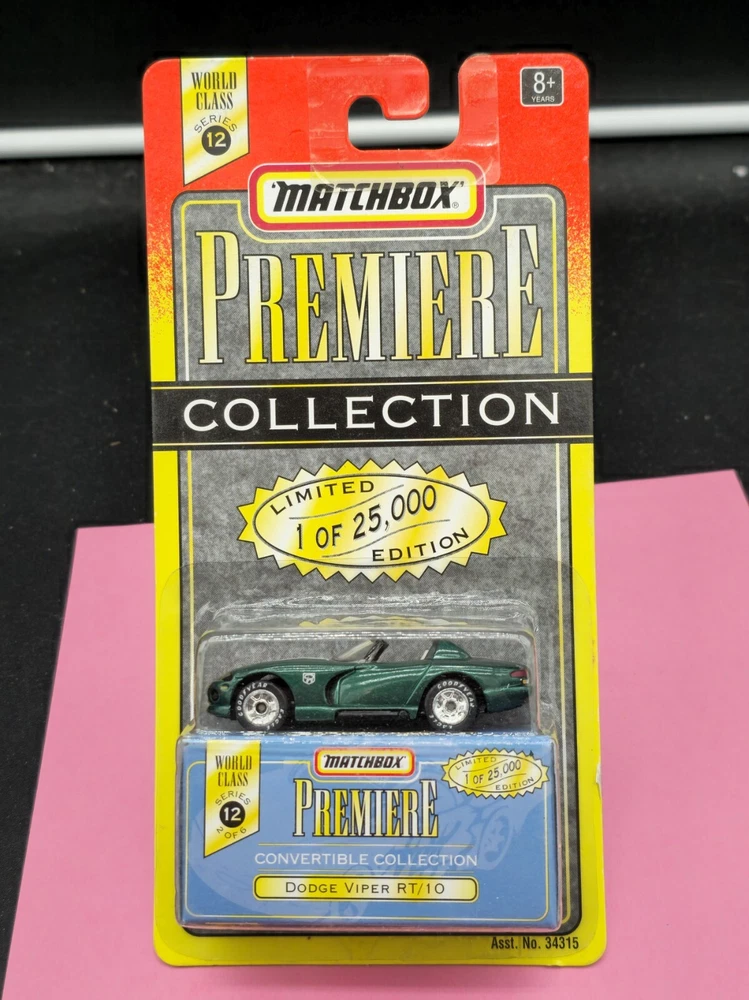 WORLD
CLASS
SERIES
12
8+
YEARS
MATCHBOX®
PREMIERE
COLLECTION
LIMITED
1 OF 25,000
EDITION
GOODYEAR
GOODYEAR
WORLD
CLASS
SERIES
12
2 OF 6
MATCHBOX
PREMIERE
LIMITED
1 OF 25,000
EDITION
CONVERTIBLE COLLECTION
DODGE VIPER RT/10
Asst. No. 34315